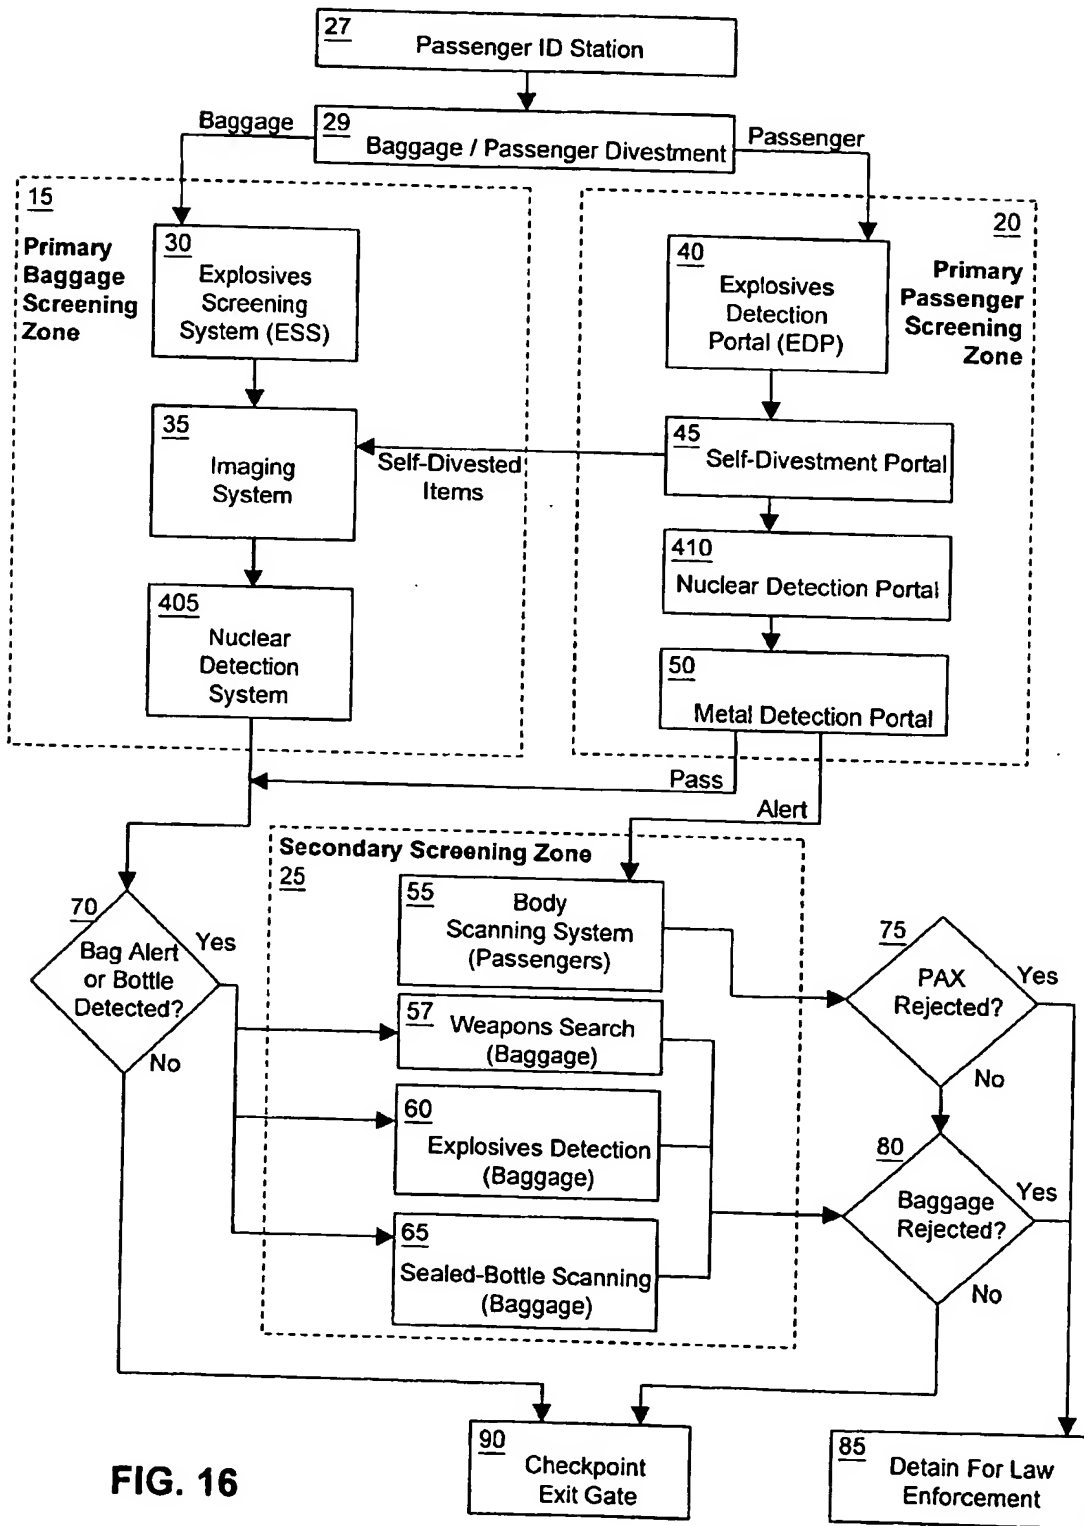 27
Passenger ID Station
Baggage
29
Baggage / Passenger Divestment
Passenger
15
Primary
Baggage
Screening
Zone
30
Explosives
Screening
System (ESS)
35
Imaging
System
405
Nuclear
Detection
System
20
Primary
Passenger
Screening
Zone
40
Explosives
Detection
Portal (EDP)
45
Self-Divestment Portal
Self-Divested
Items
410
Nuclear Detection Portal
50
Metal Detection Portal
Pass
Alert
Secondary Screening Zone
25
55
Body
Scanning System
(Passengers)
57
Weapons Search
(Baggage)
60
Explosives Detection
(Baggage)
65
Sealed-Bottle Scanning
(Baggage)
70
Bag Alert
or Bottle
Detected?
Yes
No
75
PAX
Rejected?
Yes
No
80
Baggage
Rejected?
Yes
No
90
Checkpoint
Exit Gate
85
Detain For Law
Enforcement
FIG. 16